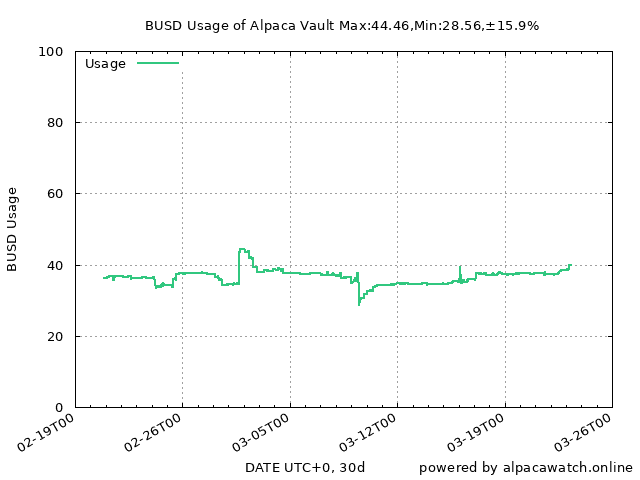 BUSD Usage of Alpaca Vault Max:44.46,Min:28.56,±15.9%
Usage
100
80
60
40
20
0
BUSD Usage
02-19T00
02-26T00
03-05T00
03-12T00
03-19T00
03-26T00
DATE UTC+0, 30d
powered by alpacawatch.online